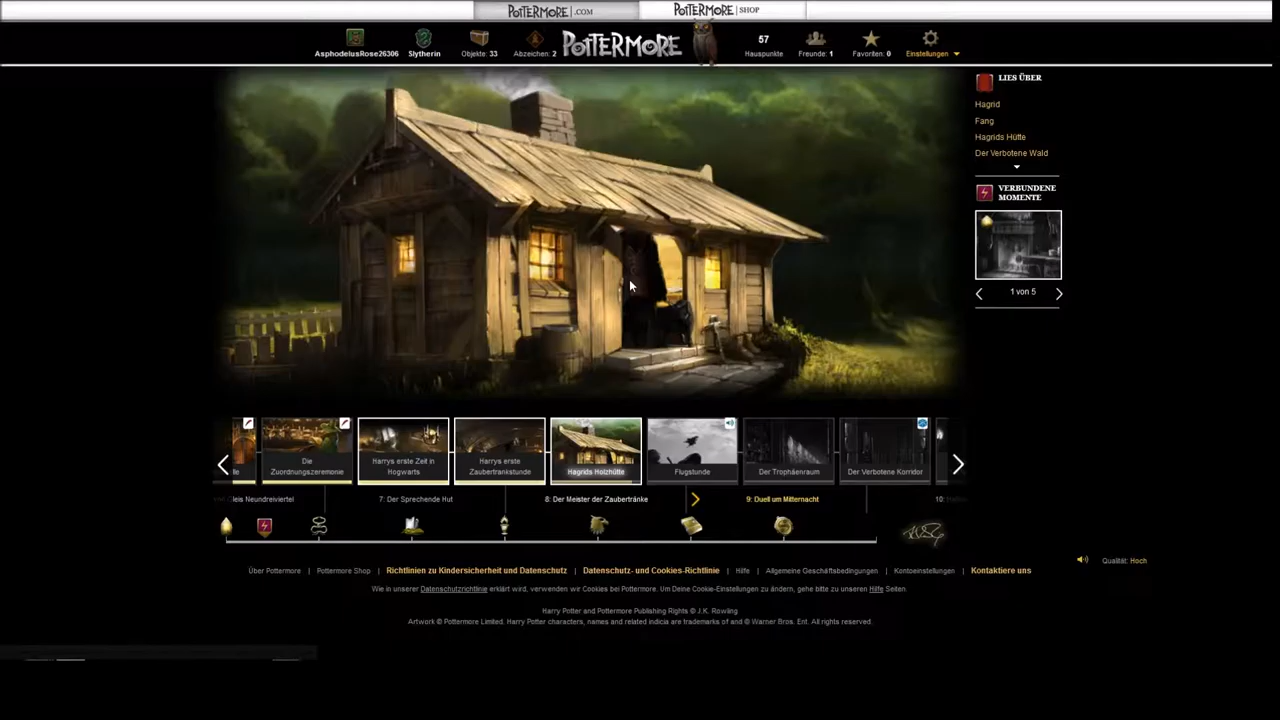 POTTERMORE .COM
POTTERMORE SHOP
AsphodelusRose26306
Slytherin
Objekte: 33
Abzeichen: 2
POTTERMORE
57
Hauspunkte
Freunde: 1
Favoriten: 0
Einstellungen
LIES ÜBER
Hagrid
Fang
Hagrids Hütte
Der Verbotene Wald
VERBUNDENE
MOMENTE
1 von 5
Die
Zuordnungszeremonie
Harrys erste Zeit in
Hogwarts
Harrys erste
Zaubertrankstunde
Hagrids Holzhütte
Flugstunde
Der Trophäenraum
Der Verbotene Korridor
Gleis Neundreiviertel
7: Der Sprechende Hut
8: Der Meister der Zaubertränke
9: Duell um Mitternacht
10:
Qualität: Hoch
Über Pottermore | Pottermore Shop | Richtlinien zu Kindersicherheit und Datenschutz | Datenschutz- und Cookies-Richtlinie | Hilfe | Allgemeine Geschäftsbedingungen | Kontoeinstellungen | Kontaktiere uns
Wie in unserer Datenschutzrichtlinie erklärt wird, verwenden wir Cookies bei Pottermore. Um Deine Cookie-Einstellungen zu ändern, gehe bitte zu unseren Hilfe Seiten.
Harry Potter and Pottermore Publishing Rights © J.K. Rowling
Artwork © Pottermore Limited. Harry Potter characters, names and related indicia are trademarks of and © Warner Bros. Ent. All rights reserved.